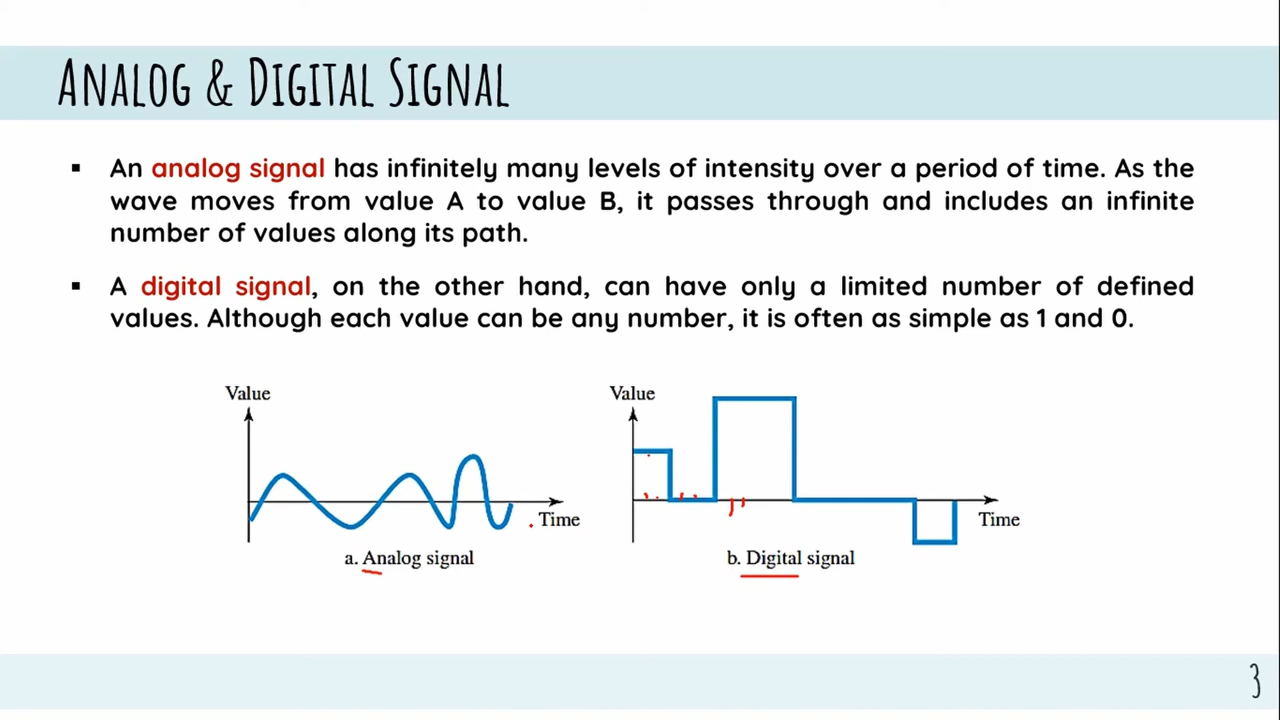 ANALOG & DIGITAL SIGNAL
▪ An analog signal has infinitely many levels of intensity over a period of time. As the
wave moves from value A to value B, it passes through and includes an infinite
number of values along its path.
▪ A digital signal, on the other hand, can have only a limited number of defined
values. Although each value can be any number, it is often as simple as 1 and 0.
Value
Time
a. Analog signal
Value
Time
b. Digital signal
3